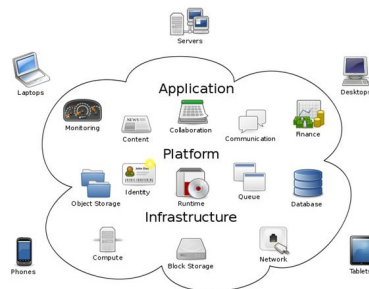 Servers
Laptops
Desktops
Application
Monitoring
NEWS
Content
Collaboration
Communication
Finance
Platform
Object Storage
Identity
Runtime
Queue
Database
Infrastructure
Compute
Block Storage
Network
Phones
Tablets